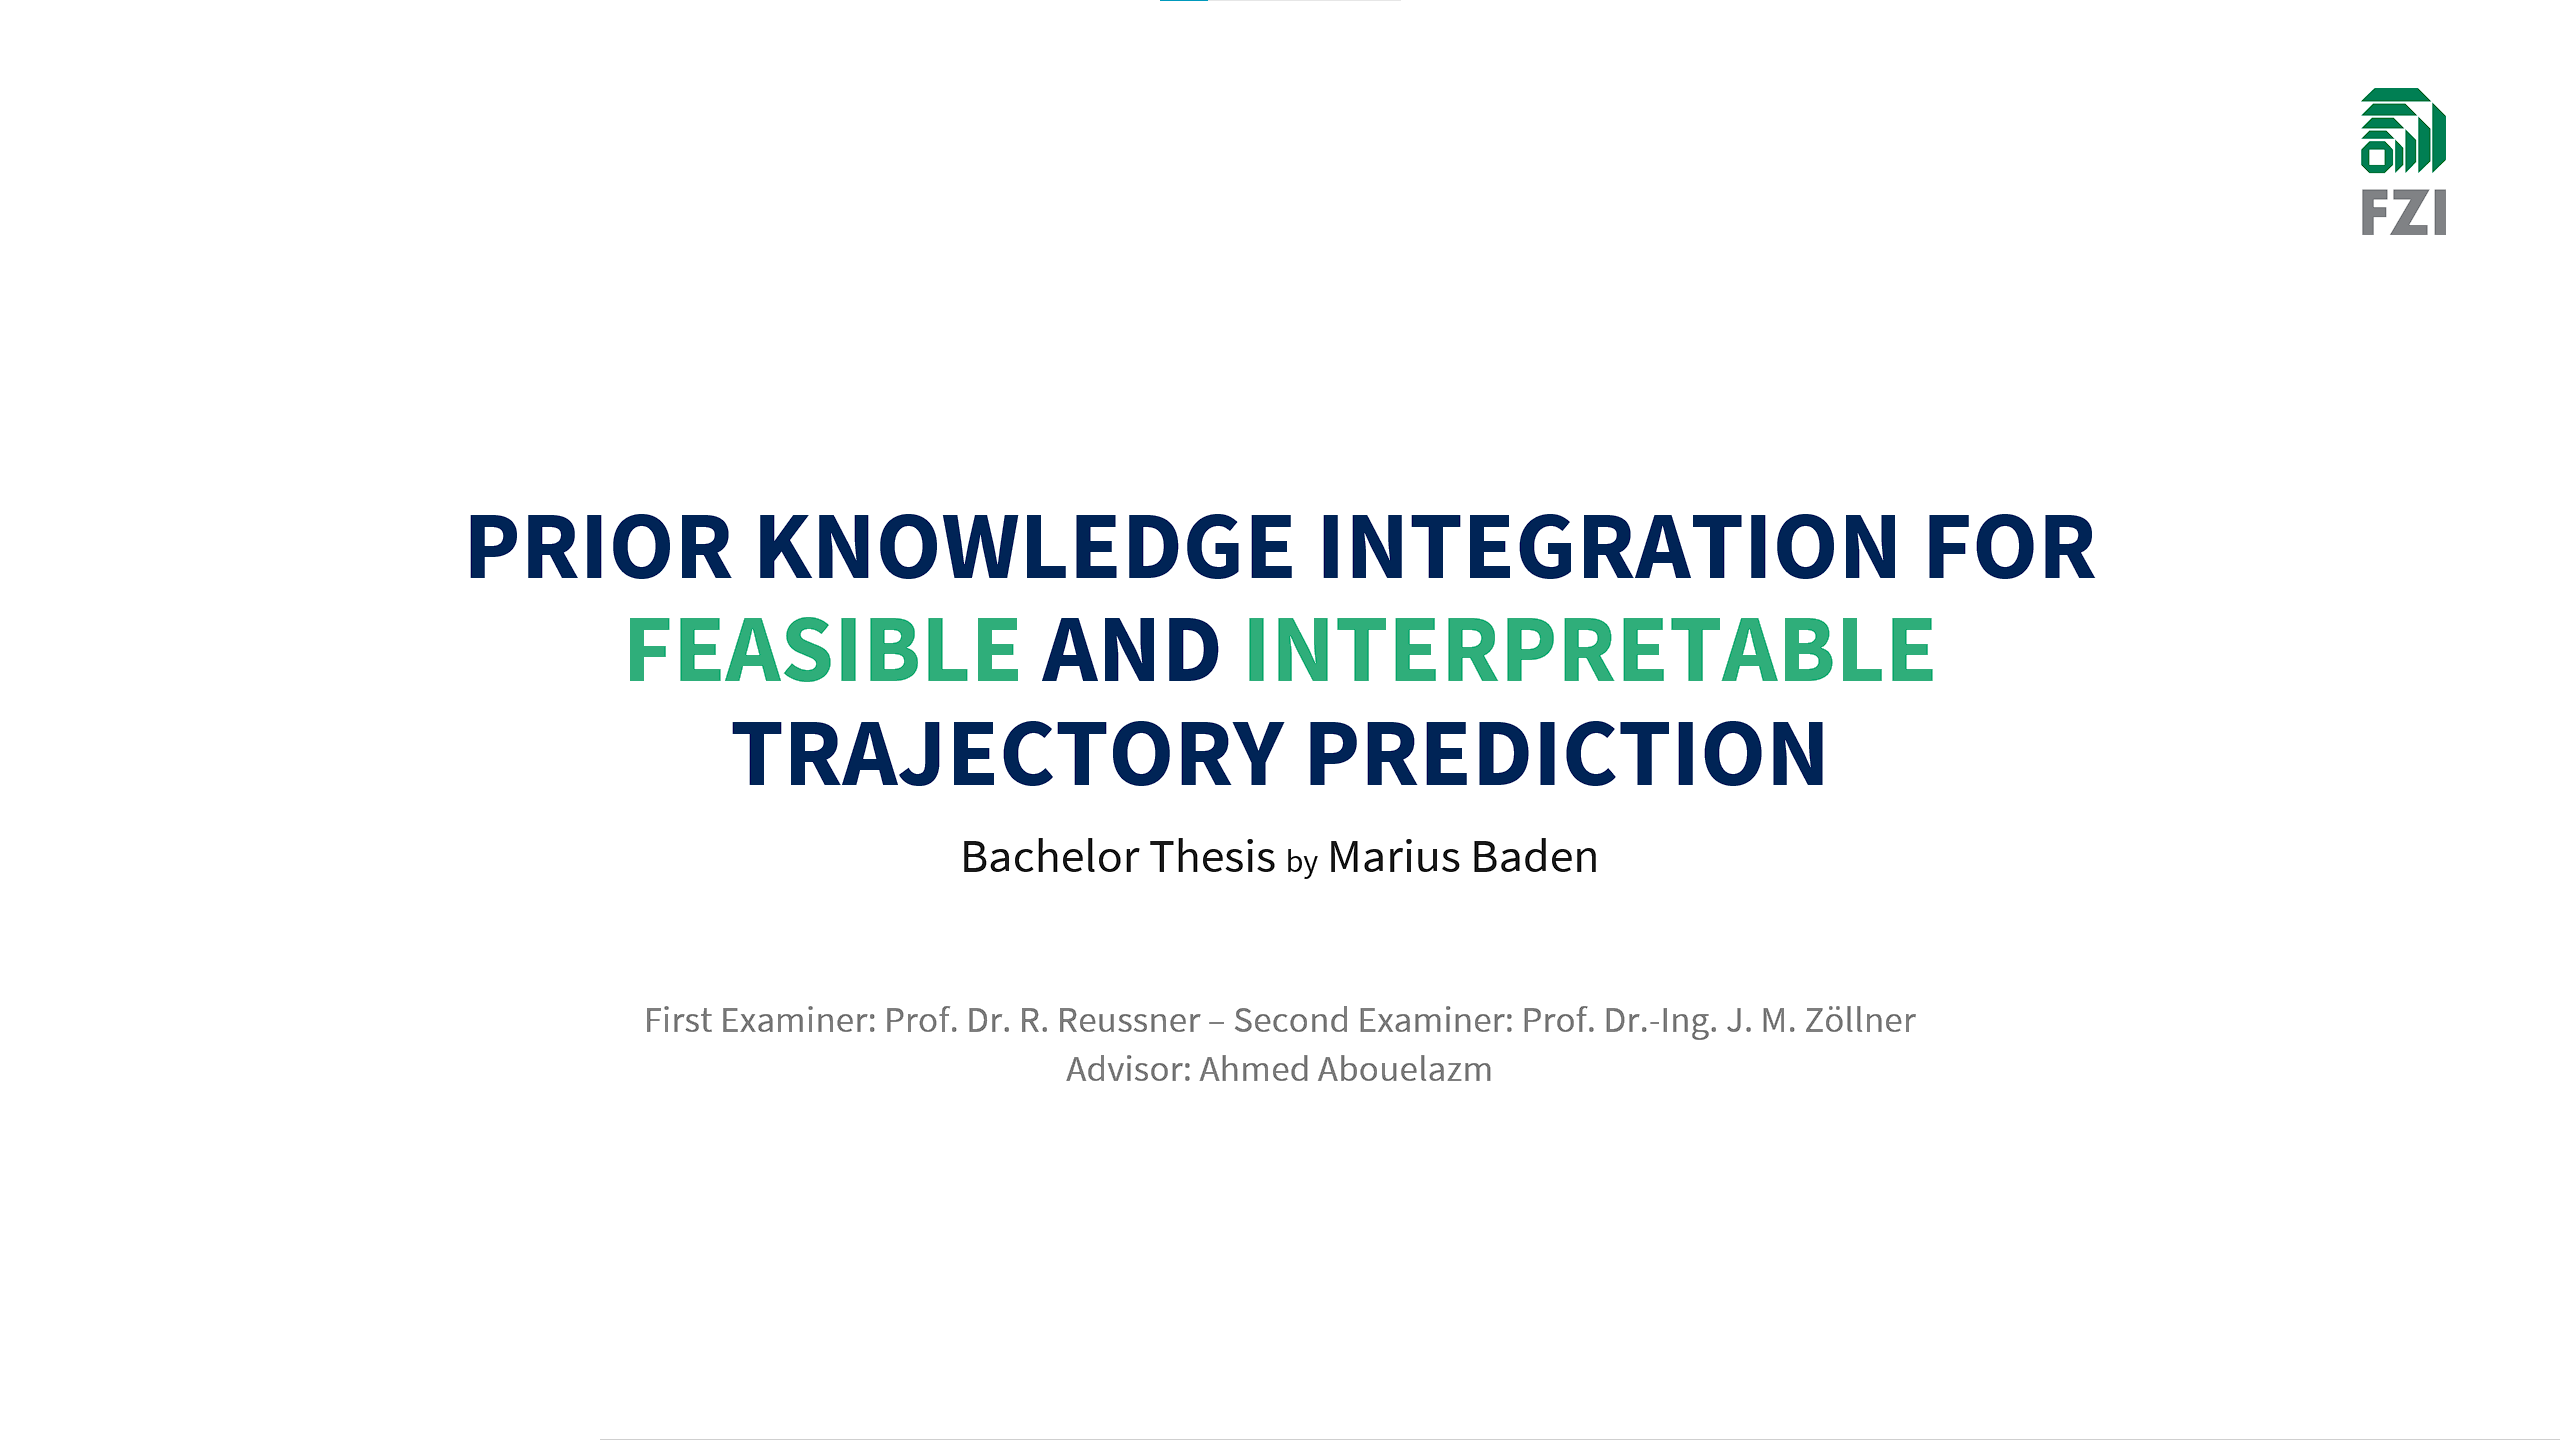 FZI
PRIOR KNOWLEDGE INTEGRATION FOR
FEASIBLE AND INTERPRETABLE
TRAJECTORY PREDICTION
Bachelor Thesis by Marius Baden
First Examiner: Prof. Dr. R. Reussner – Second Examiner: Prof. Dr.-Ing. J. M. Zöllner
Advisor: Ahmed Abouelazm